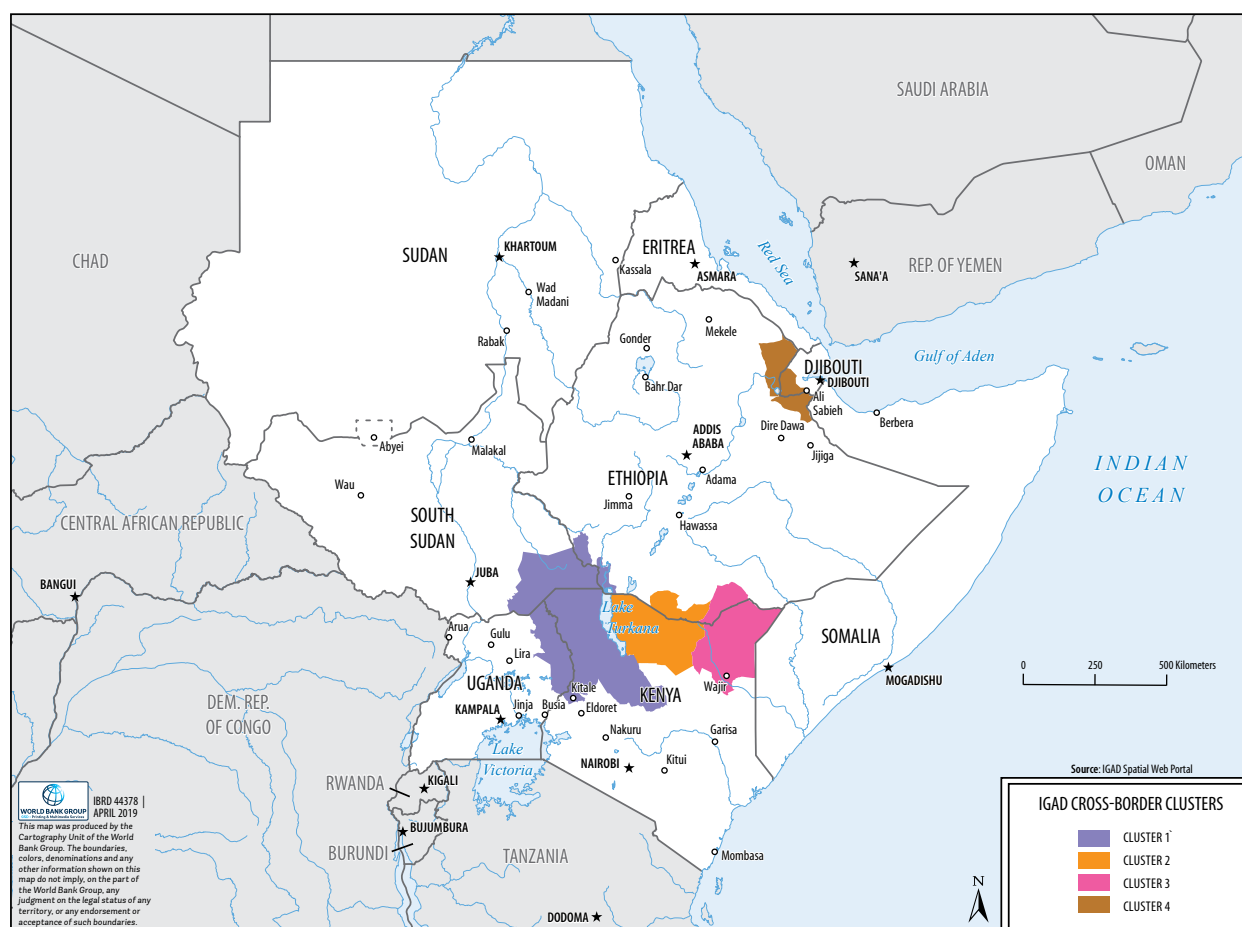 SAUDI ARABIA
OMAN
CHAD
SUDAN
KHARTOUM
ERITREA
Kassala
ASMARA
Red Sea
SANA'A
REP. OF YEMEN
Wad
Madani
Rabak
Mekele
Gonder
Bahr Dar
Gulf of Aden
DJIBOUTI
DJIBOUTI
Ali
Sabieh
Berbera
Dire Dawa
Jijiga
ADDIS
ABABA
Adama
Abyei
Malakal
Wau
ETHIOPIA
Jimma
Hawassa
INDIAN
OCEAN
CENTRAL AFRICAN REPUBLIC
SOUTH
SUDAN
BANGUI
JUBA
Lake
Turkana
SOMALIA
MOGADISHU
0 250 500 Kilometers
Arua
Gulu
Lira
UGANDA
Kitale
KENYA
Wajir
KAMPALA
Jinja
Busia
Eldoret
DEM. REP.
OF CONGO
Nakuru
Garisa
Lake
Victoria
NAIROBI
Kitui
RWANDA
KIGALI
BUJUMBURA
BURUNDI
TANZANIA
Mombasa
DODOMA
WORLD BANK GROUP
Printing & Multimedia Services
IBRD 44378 |
APRIL 2019
This map was produced by the
Cartography Unit of the World
Bank Group. The boundaries,
colors, denominations and any
other information shown on this
map do not imply, on the part of
the World Bank Group, any
judgment on the legal status of any
territory, or any endorsement or
acceptance of such boundaries.
Source: IGAD Spatial Web Portal
IGAD CROSS-BORDER CLUSTERS
CLUSTER 1`
CLUSTER 2
CLUSTER 3
CLUSTER 4
N